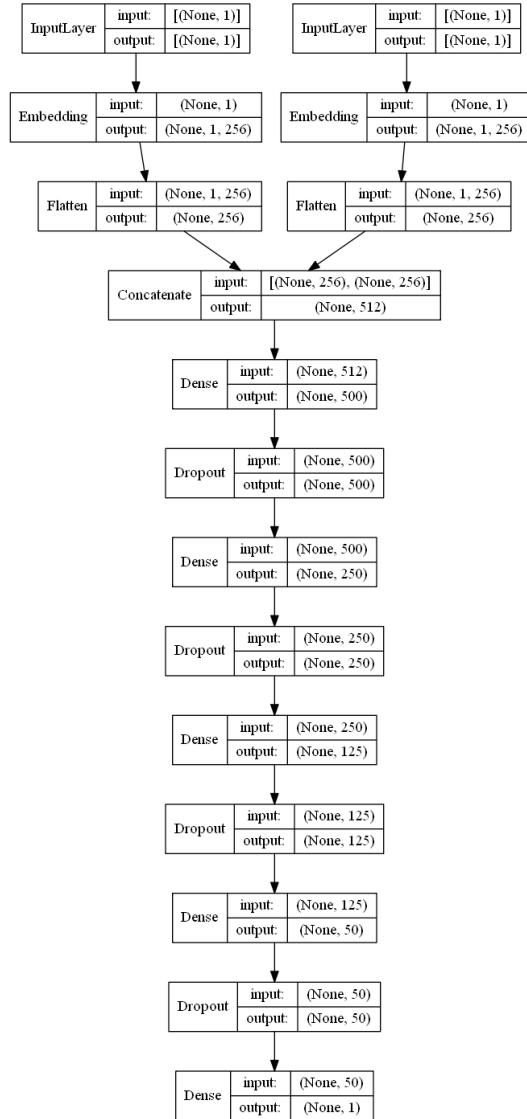 InputLayer
input: [(None, 1)]
output: [(None, 1)]
InputLayer
input: [(None, 1)]
output: [(None, 1)]
Embedding
input: (None, 1)
output: (None, 1, 256)
Embedding
input: (None, 1)
output: (None, 1, 256)
Flatten
input: (None, 1, 256)
output: (None, 256)
Flatten
input: (None, 1, 256)
output: (None, 256)
Concatenate
input: [(None, 256), (None, 256)]
output: (None, 512)
Dense
input: (None, 512)
output: (None, 500)
Dropout
input: (None, 500)
output: (None, 500)
Dense
input: (None, 500)
output: (None, 250)
Dropout
input: (None, 250)
output: (None, 250)
Dense
input: (None, 250)
output: (None, 125)
Dropout
input: (None, 125)
output: (None, 125)
Dense
input: (None, 125)
output: (None, 50)
Dropout
input: (None, 50)
output: (None, 50)
Dense
input: (None, 50)
output: (None, 1)